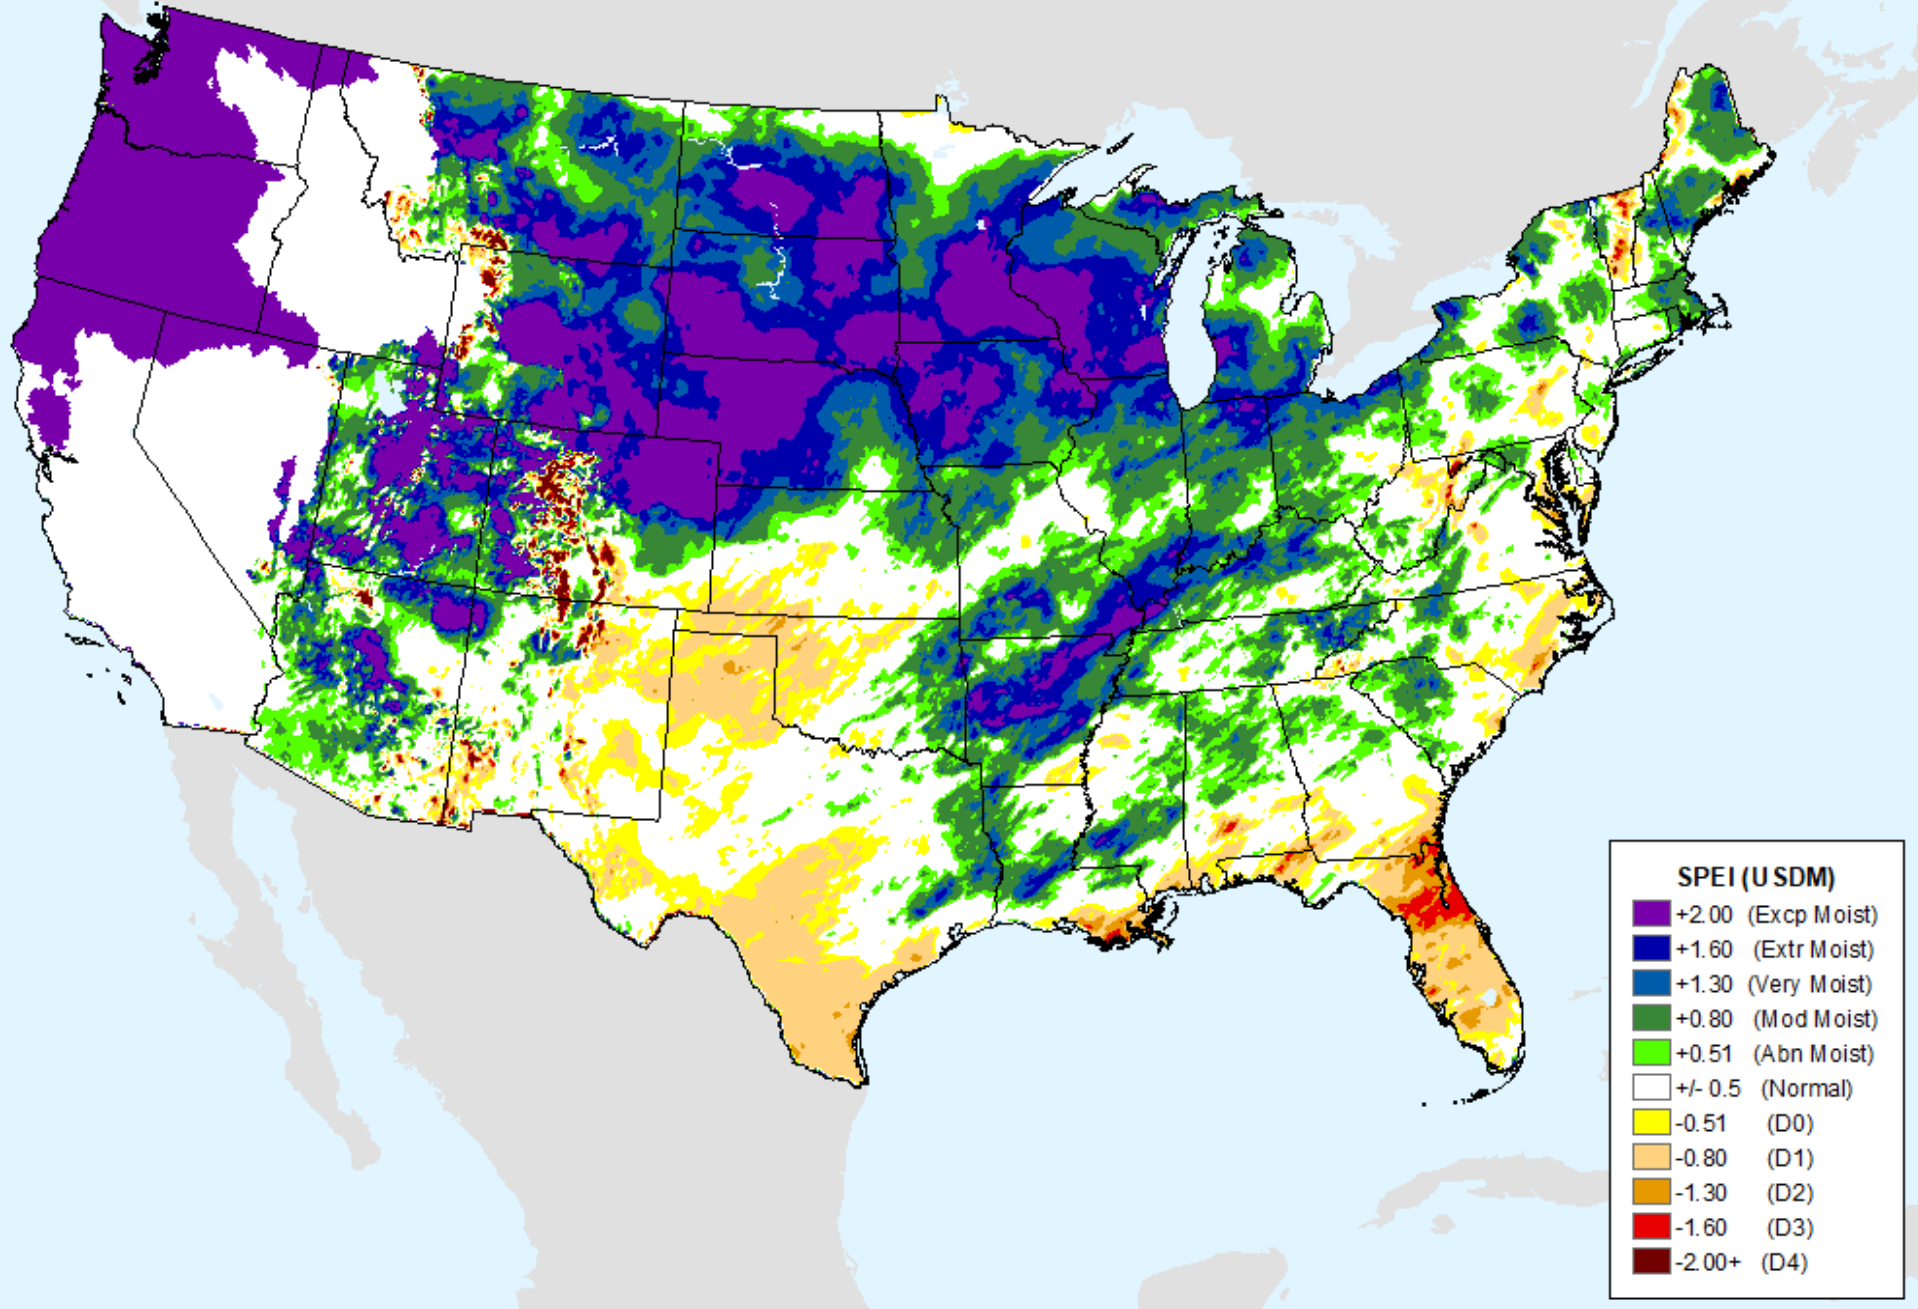 SPEI (USDM)
+2.00 (Excp Moist)
+1.60 (Extr Moist)
+1.30 (Very Moist)
+0.80 (Mod Moist)
+0.51 (Abn Moist)
+/- 0.5 (Normal)
-0.51 (D0)
-0.80 (D1)
-1.30 (D2)
-1.60 (D3)
-2.00+ (D4)